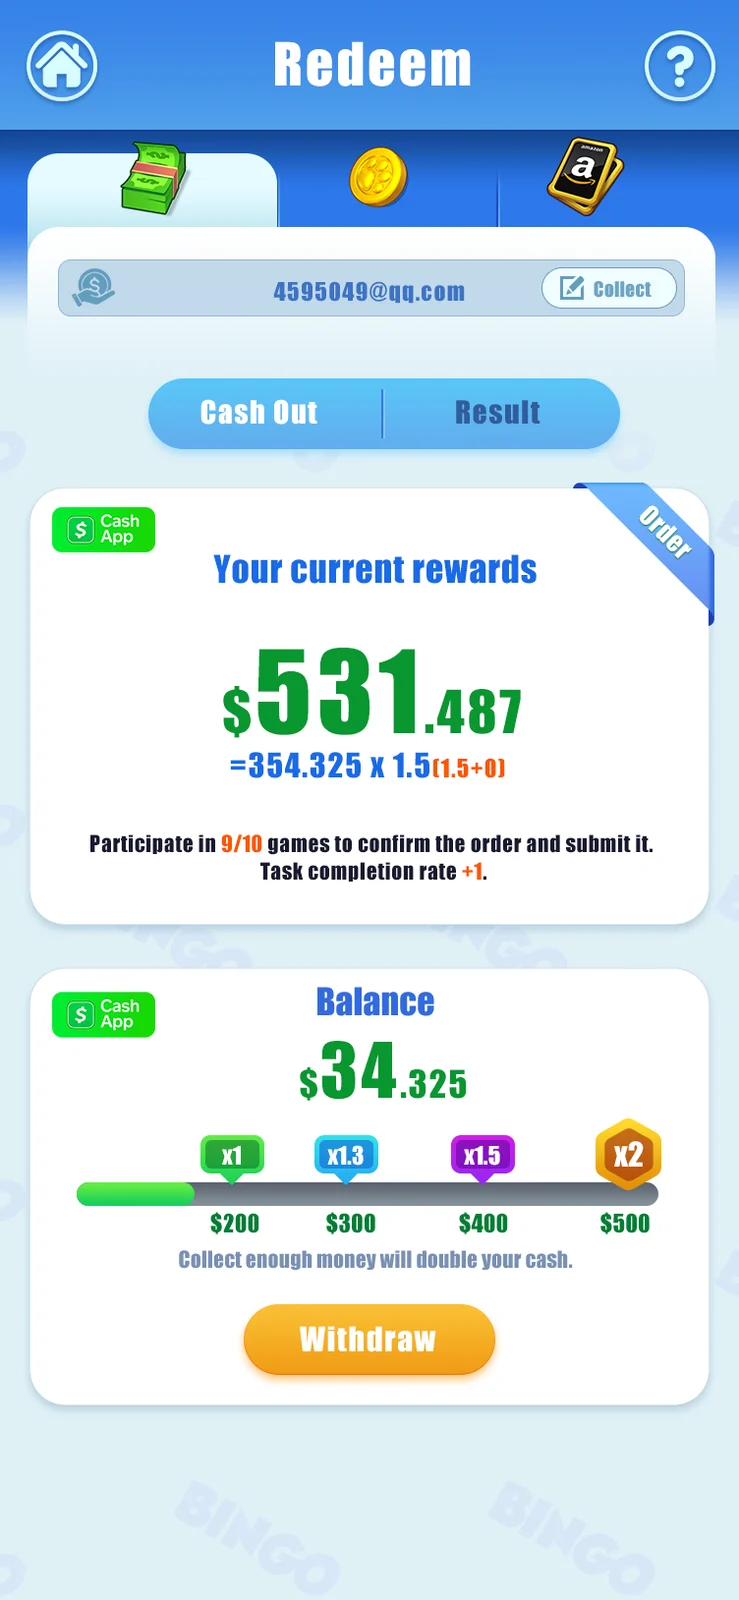 Redeem
?
amazon
a
4595049@qq.com
Collect
Cash Out
Result
$ Cash
App
Order
Your current rewards
$531.487
=354.325 x 1.5(1.5+0)
Participate in 9/10 games to confirm the order and submit it.
Task completion rate +1.
$ Cash
App
Balance
$34.325
x1 x1.3 x1.5 x2
$200 $300 $400 $500
Collect enough money will double your cash.
Withdraw
BINGO BINGO